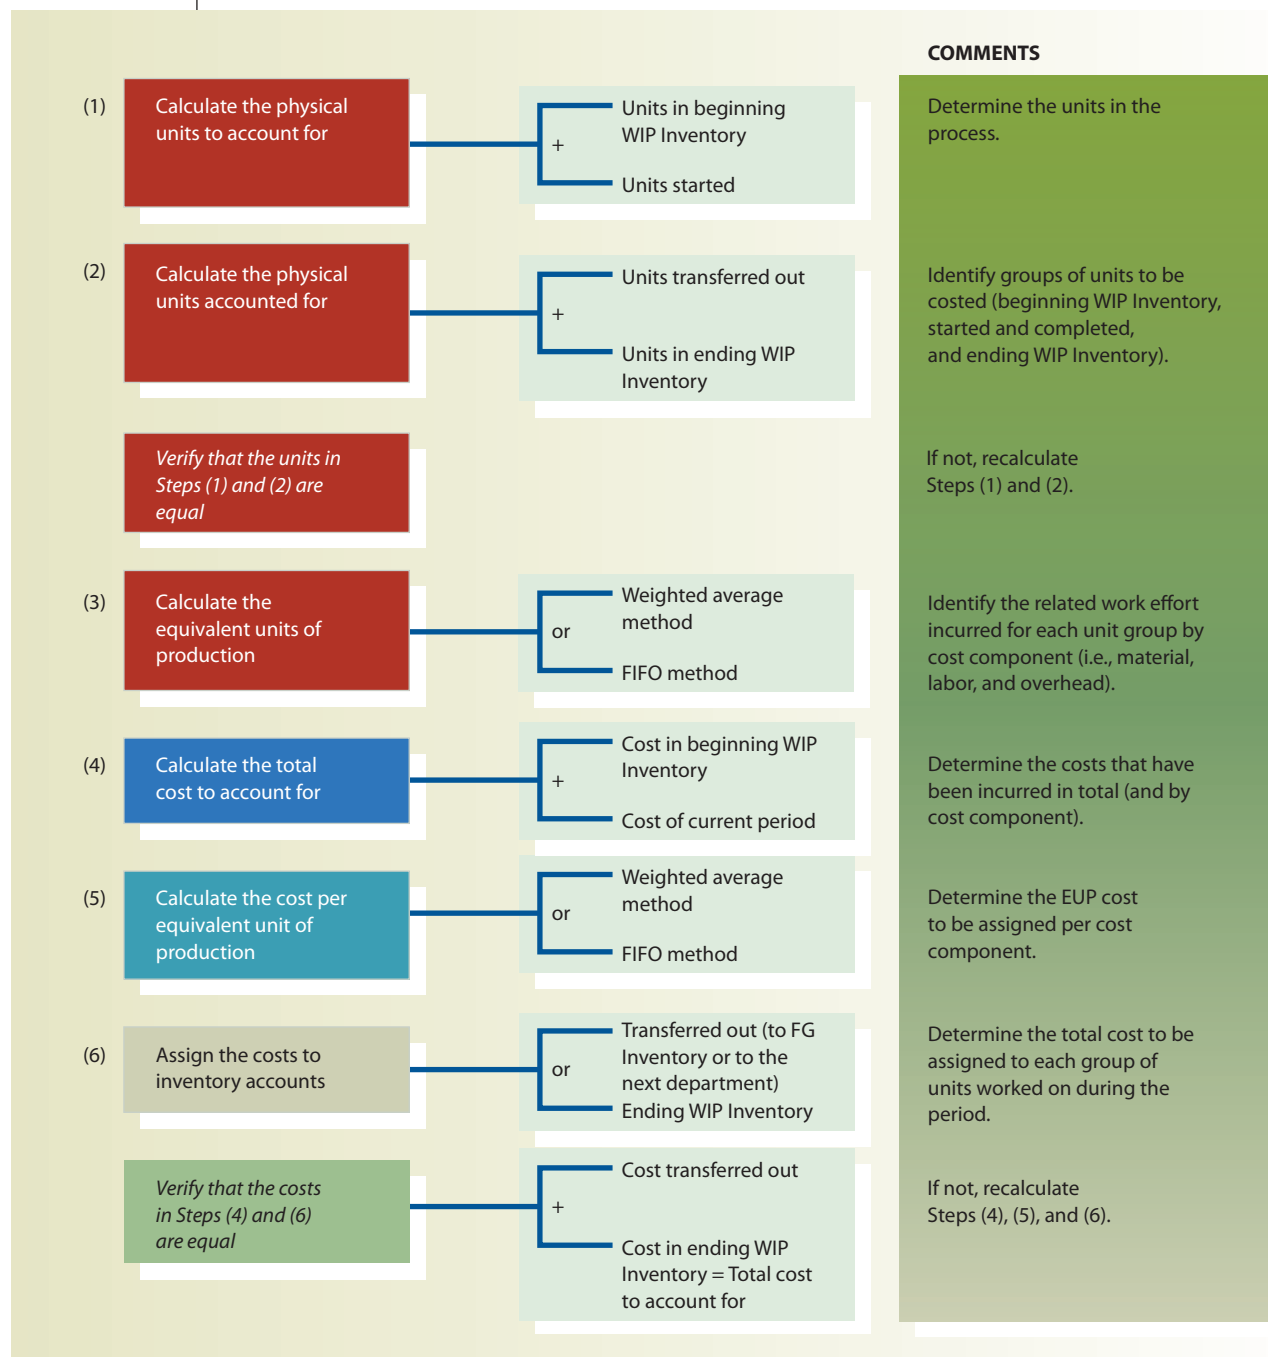 COMMENTS
(1)
Calculate the physical
units to account for
+
Units in beginning
WIP Inventory
Units started
Determine the units in the
process.
(2)
Calculate the physical
units accounted for
+
Units transferred out
Units in ending WIP
Inventory
Identify groups of units to be
costed (beginning WIP Inventory,
started and completed,
and ending WIP Inventory).
Verify that the units in
Steps (1) and (2) are
equal
If not, recalculate
Steps (1) and (2).
(3)
Calculate the
equivalent units of
production
or
Weighted average
method
FIFO method
Identify the related work effort
incurred for each unit group by
cost component (i.e., material,
labor, and overhead).
(4)
Calculate the total
cost to account for
+
Cost in beginning WIP
Inventory
Cost of current period
Determine the costs that have
been incurred in total (and by
cost component).
(5)
Calculate the cost per
equivalent unit of
production
or
Weighted average
method
FIFO method
Determine the EUP cost
to be assigned per cost
component.
(6)
Assign the costs to
inventory accounts
or
Transferred out (to FG
Inventory or to the
next department)
Ending WIP Inventory
Determine the total cost to be
assigned to each group of
units worked on during the
period.
Verify that the costs
in Steps (4) and (6)
are equal
+
Cost transferred out
Cost in ending WIP
Inventory = Total cost
to account for
If not, recalculate
Steps (4), (5), and (6).